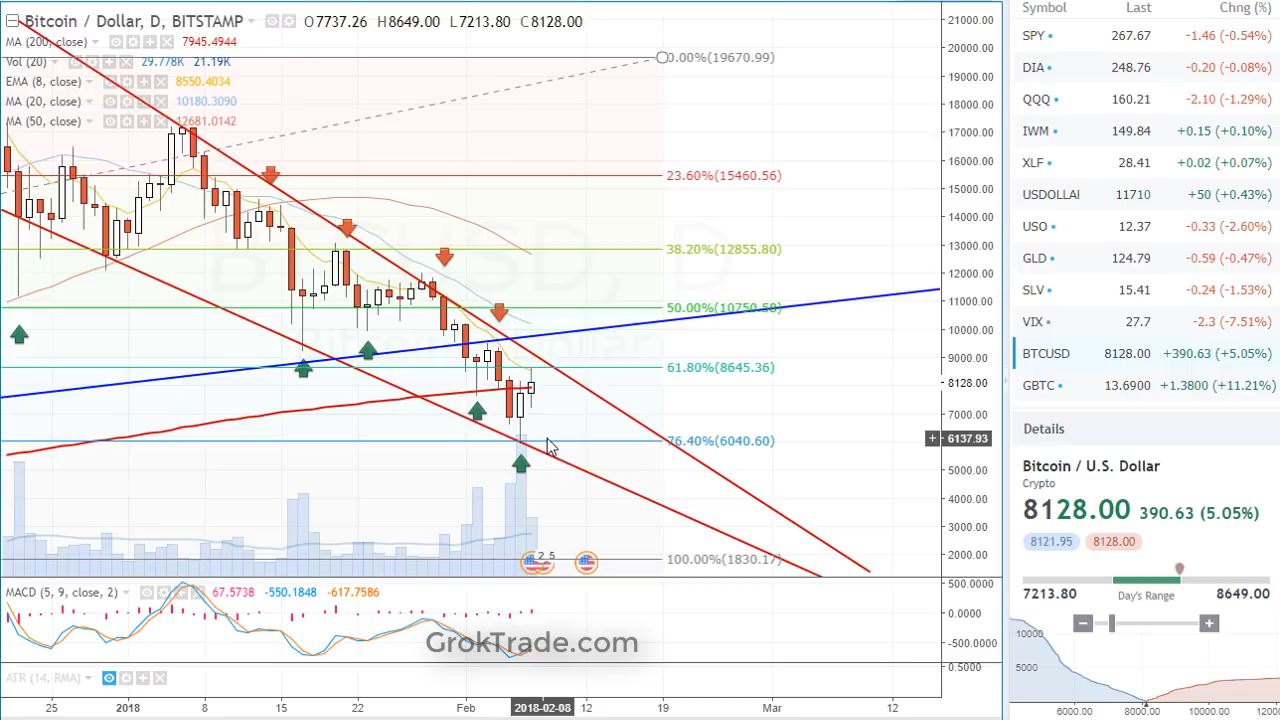 Bitcoin / Dollar, D, BITSTAMP O7737.26 H8649.00 L7213.80 C8128.00
MA (200, close) 7945.4944
Vol (20) 29.778K 21.19K
EMA (8, close) 8550.4034
MA (20, close) 10180.3090
MA (50, close) 12681.0142
0.00%(19670.99)
23.60%(15460.56)
38.20%(12855.80)
50.00%(10750.58)
61.80%(8645.36)
76.40%(6040.60)
100.00%(1830.17)
2 5
21000.00
20000.00
19000.00
18000.00
17000.00
16000.00
15000.00
14000.00
13000.00
12000.00
11000.00
10000.00
9000.00
8128.00
7000.00
6137.93
5000.00
4000.00
3000.00
2000.00
MACD (5, 9, close, 2) 67.5738 -550.1848 -617.7586
500.0000
0.0000
-500.0000
GrokTrade.com
ATR (14, RMA)
0.5000
25 2018 8 15 22 Feb 2018-02-08 12 19 Mar 12
Symbol Last Chng (%)
SPY 267.67 -1.46 (-0.54%)
DIA 248.76 -0.20 (-0.08%)
QQQ 160.21 -2.10 (-1.29%)
IWM 149.84 +0.15 (+0.10%)
XLF 28.41 +0.02 (+0.07%)
USDOLLAI 11710 +50 (+0.43%)
USO 12.37 -0.33 (-2.60%)
GLD 124.79 -0.59 (-0.47%)
SLV 15.41 -0.24 (-1.53%)
VIX 27.7 -2.3 (-7.51%)
BTCUSD 8128.00 +390.63 (+5.05%)
GBTC 13.6900 +1.3800 (+11.21%)
Details
Bitcoin / U.S. Dollar
Crypto
8128.00 390.63 (5.05%)
8121.95 8128.00
7213.80 Day's Range 8649.00
10000
5000
6000.00 8000.00 10000.00 12000